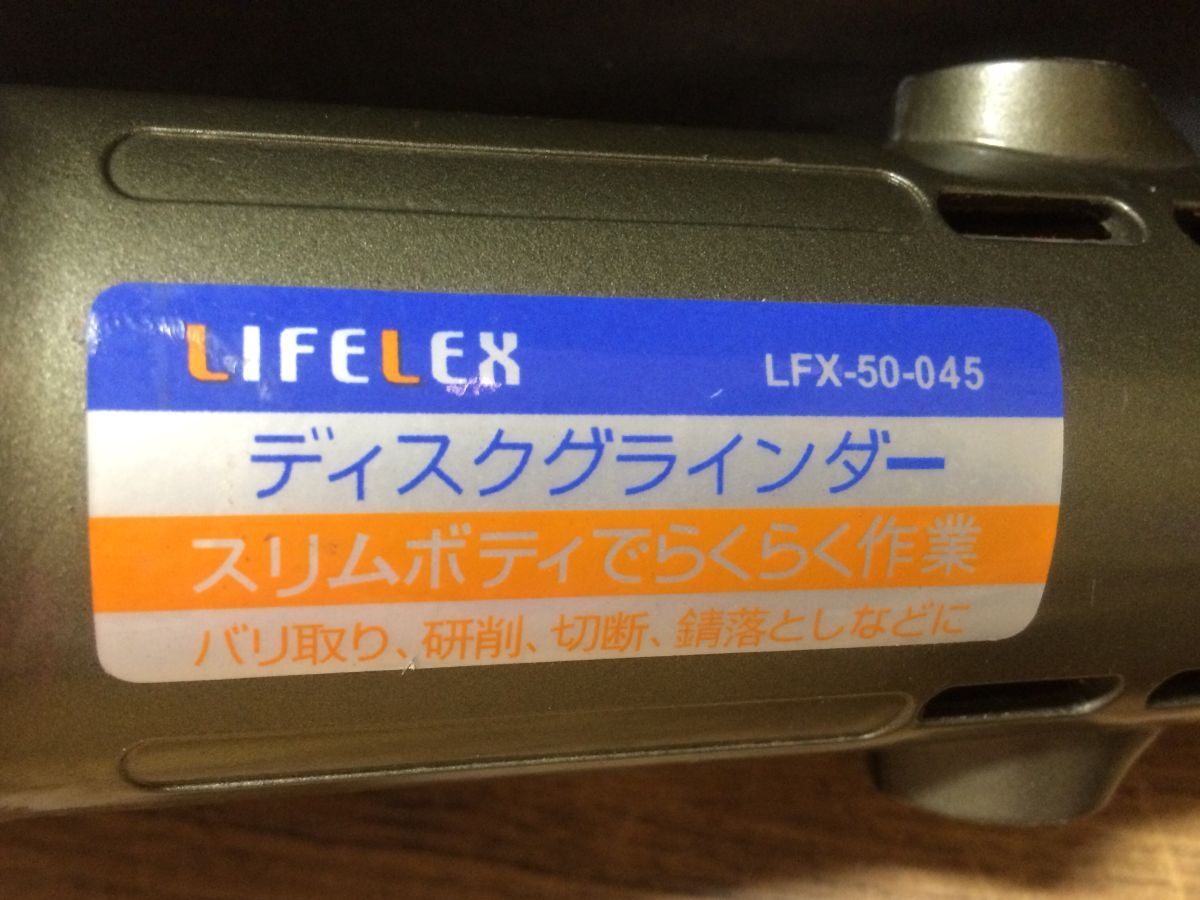 LIFELEX LFX-50-045
ディスクグラインダー
スリムボディでらくらく作業
バリ取り、研削、切断、錆落としなどに